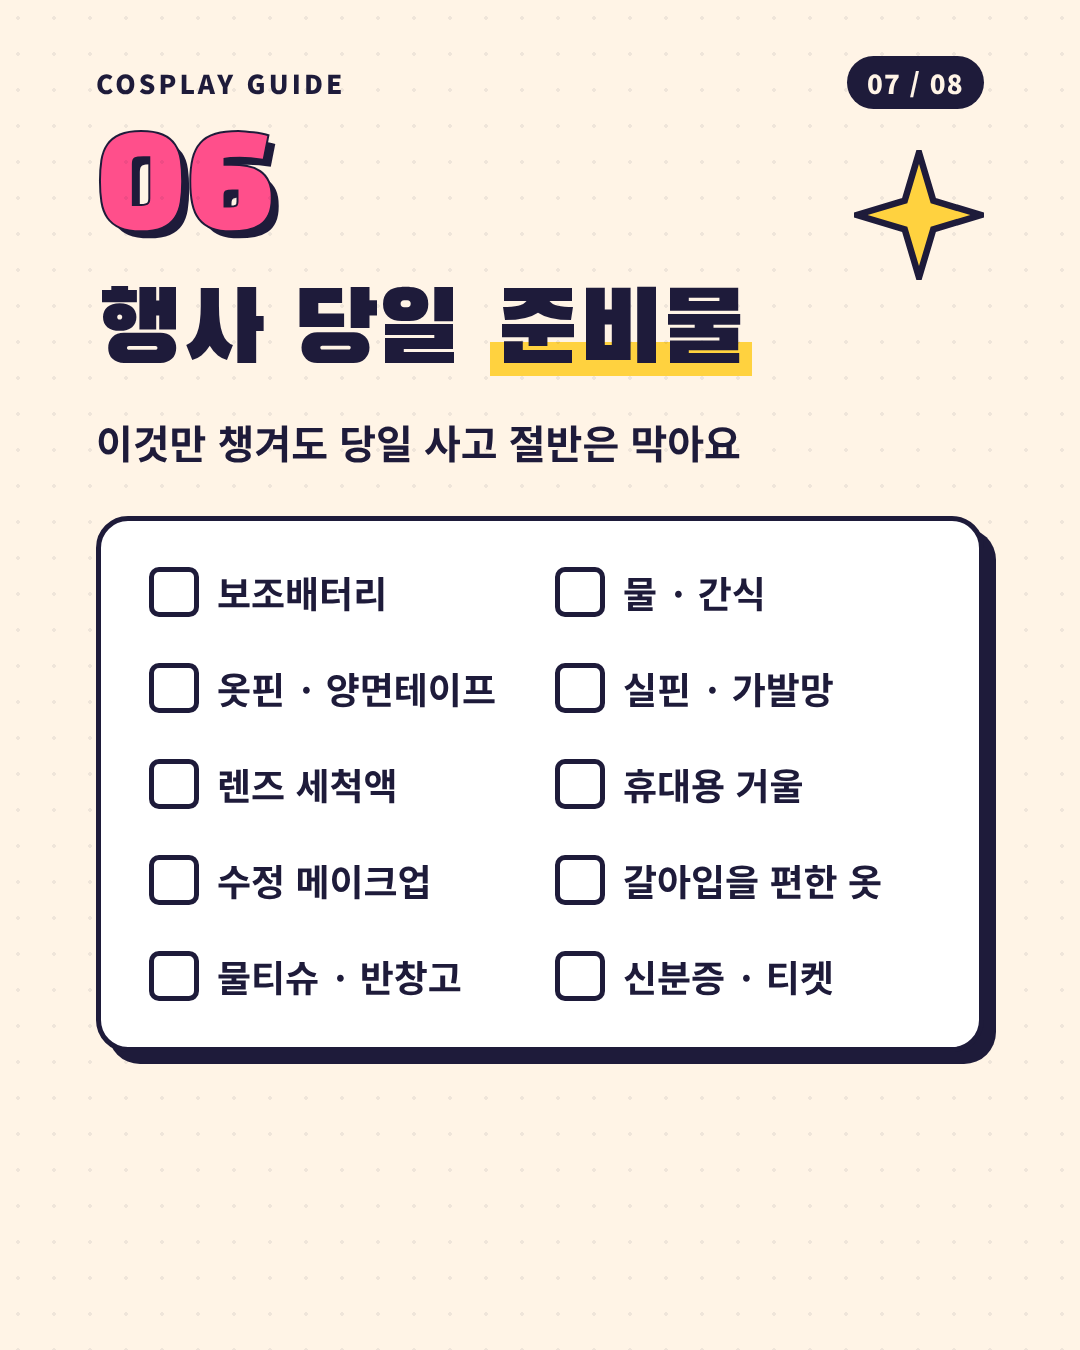 COSPLAY GUIDE
07 / 08
06
행사 당일 준비물
이것만 챙겨도 당일 사고 절반은 막아요
보조배터리
물 · 간식
옷핀 · 양면테이프
실핀 · 가발망
렌즈 세척액
휴대용 거울
수정 메이크업
갈아입을 편한 옷
물티슈 · 반창고
신분증 · 티켓